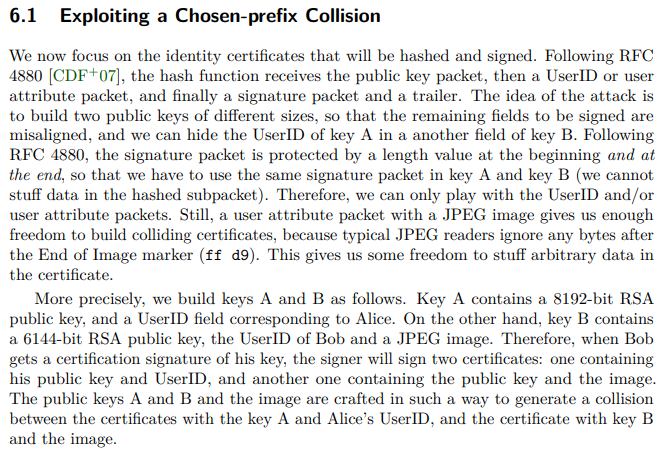 6.1 Exploiting a Chosen-prefix Collision
We now focus on the identity certificates that will be hashed and signed. Following RFC
4880 [CDF+07], the hash function receives the public key packet, then a UserID or user
attribute packet, and finally a signature packet and a trailer. The idea of the attack is
to build two public keys of different sizes, so that the remaining fields to be signed are
misaligned, and we can hide the UserID of key A in a another field of key B. Following
RFC 4880, the signature packet is protected by a length value at the beginning and at
the end, so that we have to use the same signature packet in key A and key B (we cannot
stuff data in the hashed subpacket). Therefore, we can only play with the UserID and/or
user attribute packets. Still, a user attribute packet with a JPEG image gives us enough
freedom to build colliding certificates, because typical JPEG readers ignore any bytes after
the End of Image marker (ff d9). This gives us some freedom to stuff arbitrary data in
the certificate.
More precisely, we build keys A and B as follows. Key A contains a 8192-bit RSA
public key, and a UserID field corresponding to Alice. On the other hand, key B contains
a 6144-bit RSA public key, the UserID of Bob and a JPEG image. Therefore, when Bob
gets a certification signature of his key, the signer will sign two certificates: one containing
his public key and UserID, and another one containing the public key and the image.
The public keys A and B and the image are crafted in such a way to generate a collision
between the certificates with the key A and Alice's UserID, and the certificate with key B
and the image.